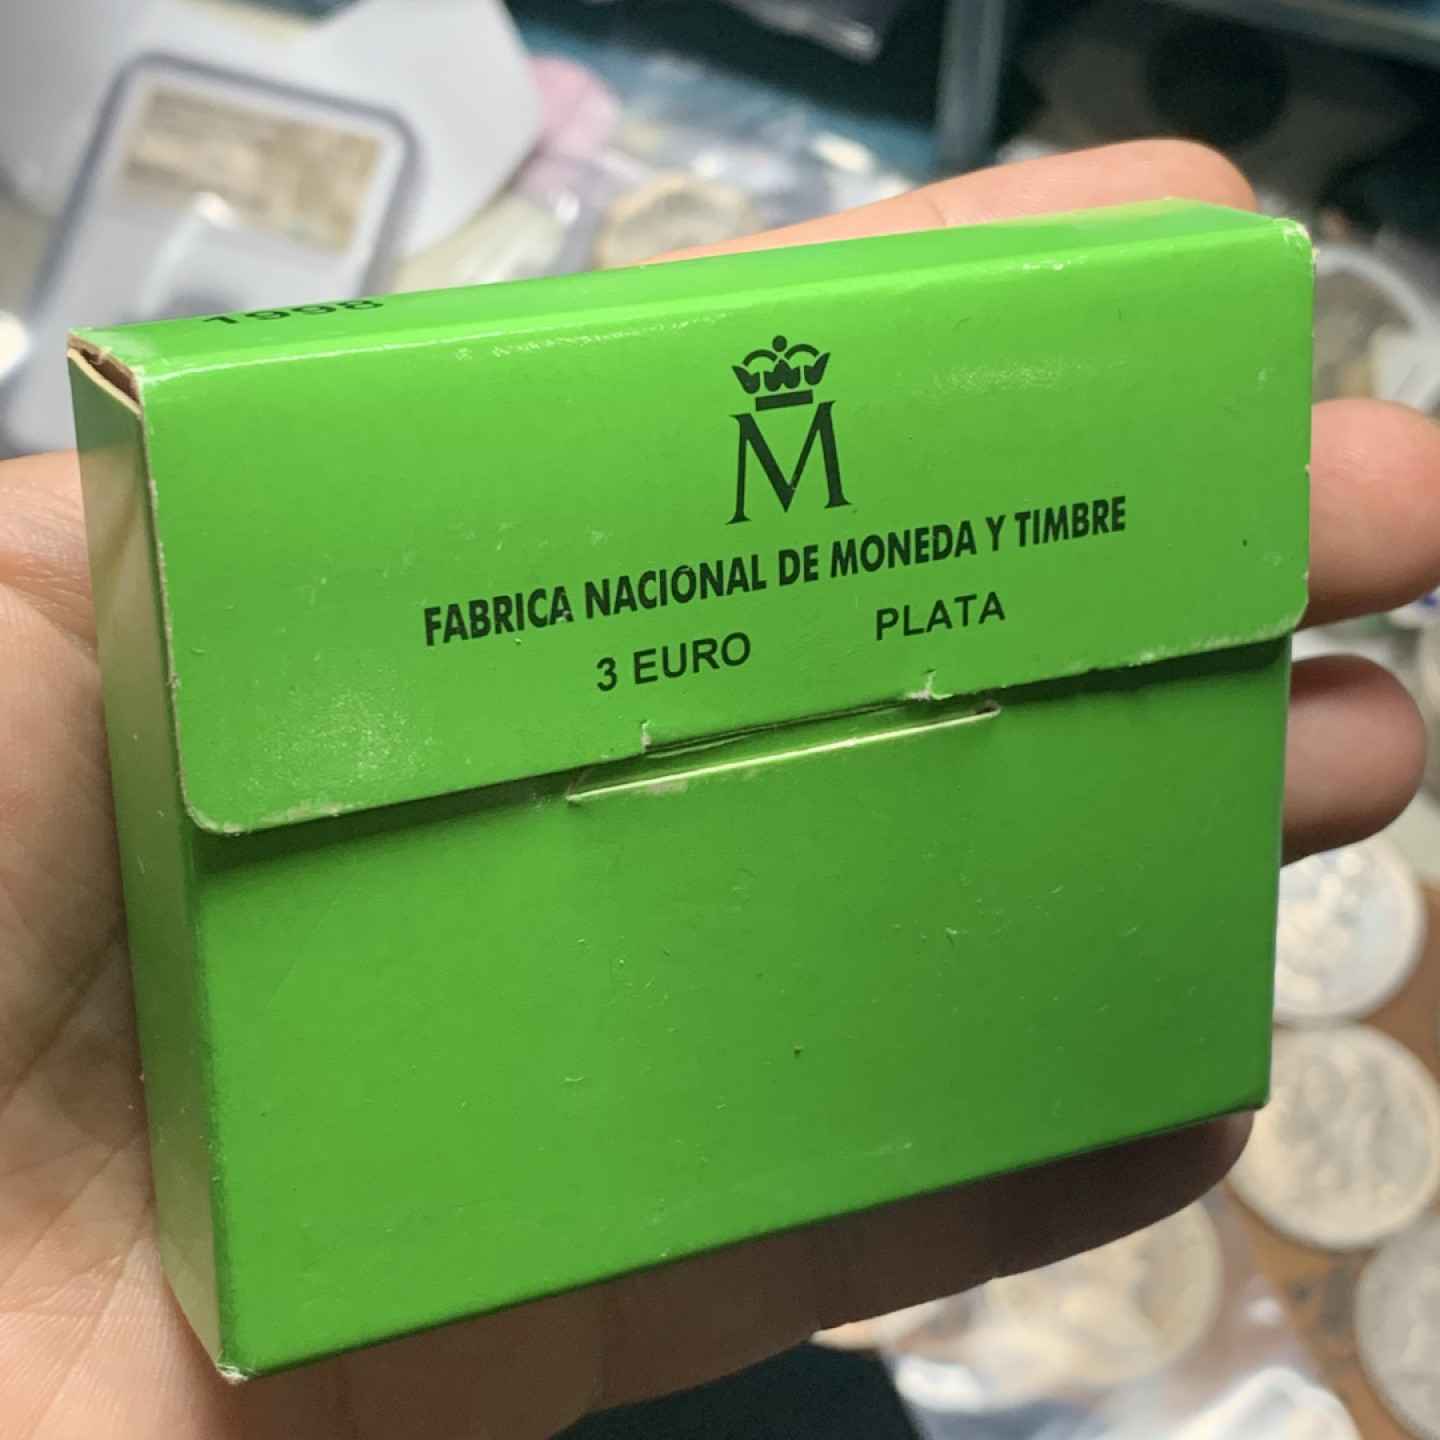 1998
M
FABRICA NACIONAL DE MONEDA Y TIMBRE
3 EURO PLATA